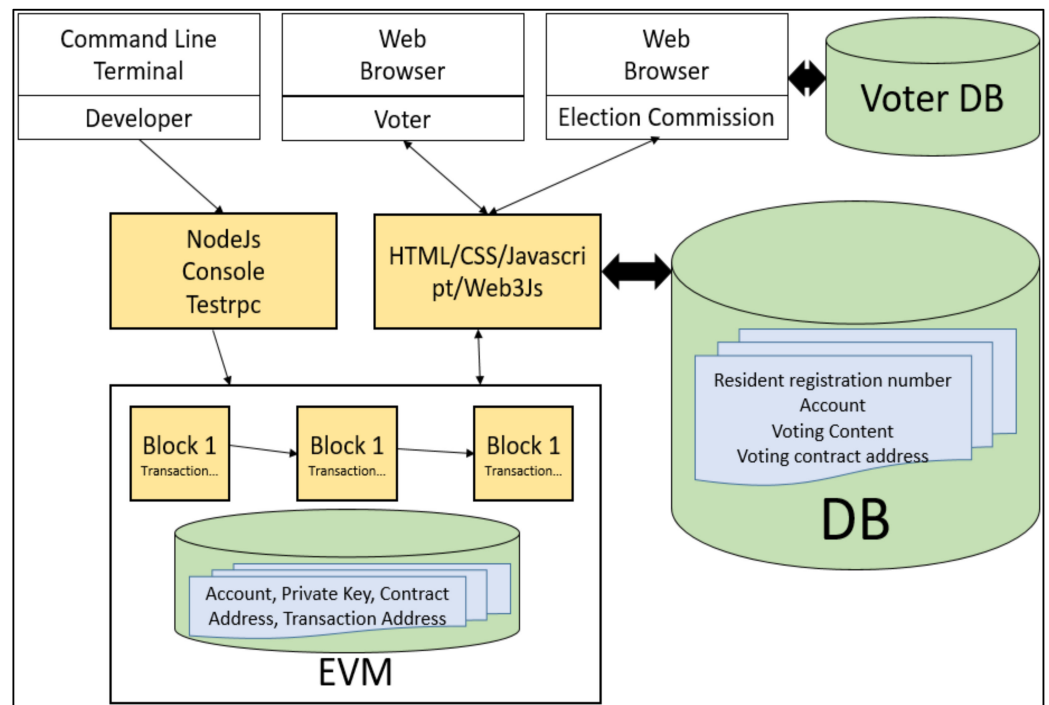 Command Line
Terminal
Developer
Web
Browser
Voter
Web
Browser
Election Commission
Voter DB
NodeJs
Console
Testrpc
HTML/CSS/Javascri
pt/Web3Js
Resident registration number
Account
Voting Content
Voting contract address
DB
Block 1
Transaction...
Block 1
Transaction...
Block 1
Transaction...
Account, Private Key, Contract
Address, Transaction Address
EVM